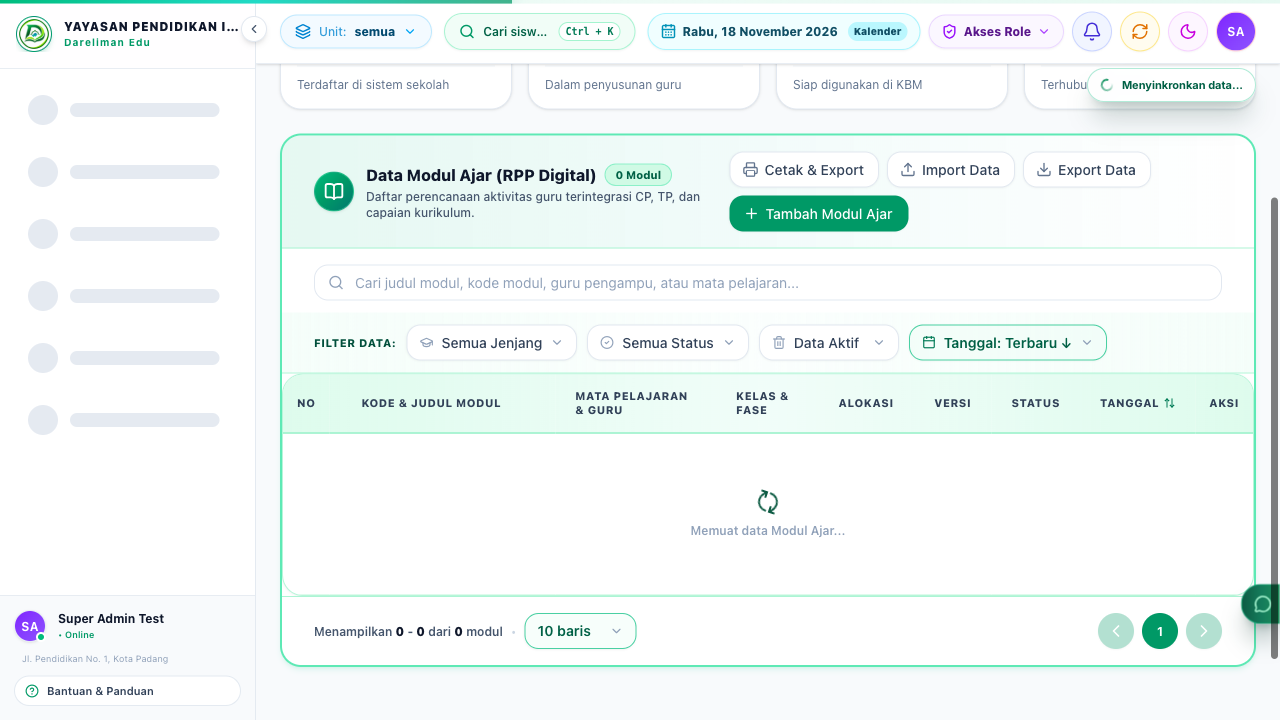 YAYASAN PENDIDIKAN I...
Dareliman Edu
Unit: semua
Cari sisw...
Ctrl + K
Rabu, 18 November 2026
Kalender
Akses Role
SA
Terdaftar di sistem sekolah
Dalam penyusunan guru
Siap digunakan di KBM
Menyinkronkan data...
Data Modul Ajar (RPP Digital)
0 Modul
Daftar perencanaan aktivitas guru terintegrasi CP, TP, dan
capaian kurikulum.
Cetak & Export
Import Data
Export Data
Tambah Modul Ajar
Cari judul modul, kode modul, guru pengampu, atau mata pelajaran...
FILTER DATA:
Semua Jenjang
Semua Status
Data Aktif
Tanggal: Terbaru ↓
NO
KODE & JUDUL MODUL
MATA PELAJARAN
& GURU
KELAS &
FASE
ALOKASI
VERSI
STATUS
TANGGAL
AKSI
Memuat data Modul Ajar...
Menampilkan 0 - 0 dari 0 modul
10 baris
1
SA
Super Admin Test
• Online
Jl. Pendidikan No. 1, Kota Padang
Bantuan & Panduan